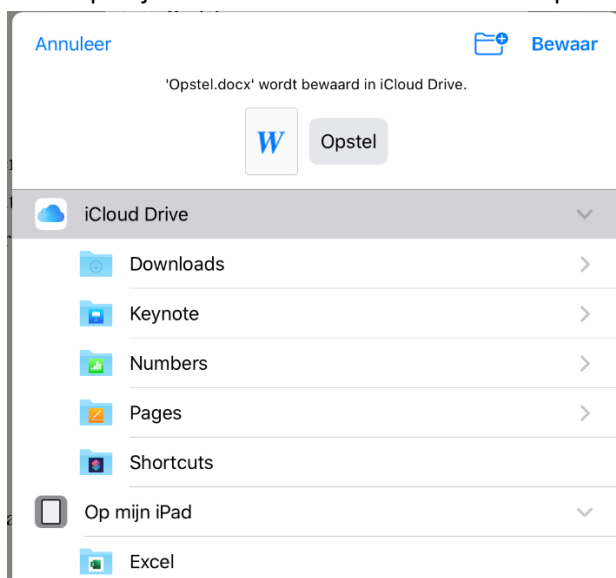 Annuleer
Bewaar
'Opstel.docx' wordt bewaard in iCloud Drive.
W
Opstel
iCloud Drive
Downloads
Keynote
Numbers
Pages
Shortcuts
Op mijn iPad
Excel